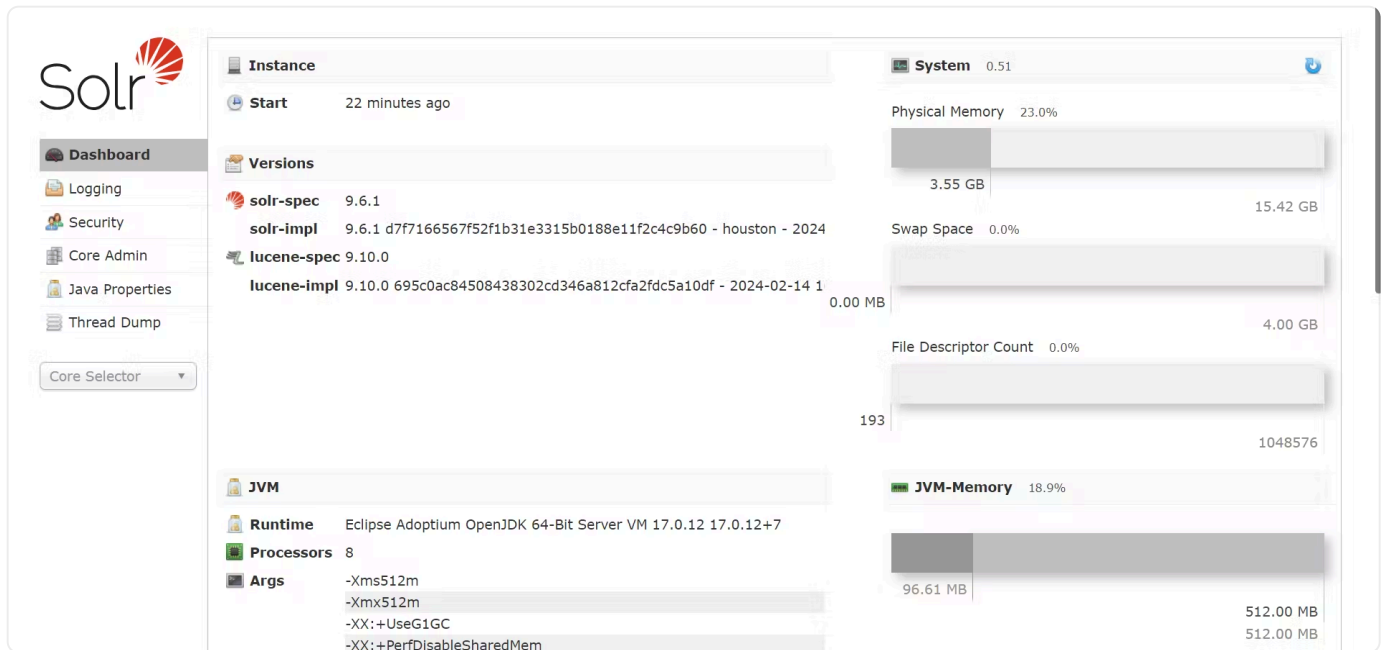 Solr
Dashboard
Logging
Security
Core Admin
Java Properties
Thread Dump
Core Selector
Instance
Start 22 minutes ago
Versions
solr-spec 9.6.1
solr-impl 9.6.1 d7f7166567f52f1b31e3315b0188e11f2c4c9b60 - houston - 2024
lucene-spec 9.10.0
lucene-impl 9.10.0 695c0ac84508438302cd346a812cfa2fdc5a10df - 2024-02-14 1
JVM
Runtime Eclipse Adoptium OpenJDK 64-Bit Server VM 17.0.12 17.0.12+7
Processors 8
Args -Xms512m
-Xmx512m
-XX:+UseG1GC
-XX:+PerfDisableSharedMem
System 0.51
Physical Memory 23.0%
3.55 GB
15.42 GB
Swap Space 0.0%
0.00 MB
4.00 GB
File Descriptor Count 0.0%
193
1048576
JVM-Memory 18.9%
96.61 MB
512.00 MB
512.00 MB